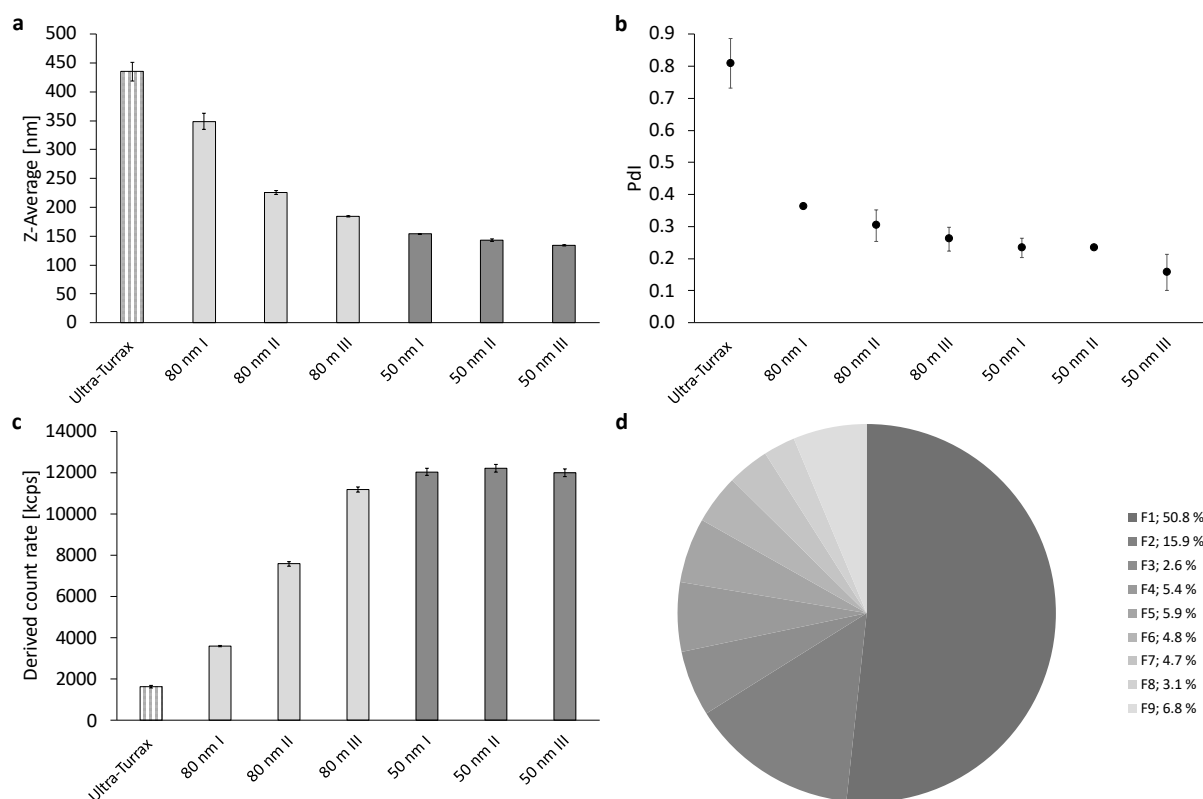 a
500
450
400
350
300
250
200
150
100
50
0
Z-Average [nm]
Ultra-Turrax
80 nm I
80 nm II
80 m III
50 nm I
50 nm II
50 nm III
b
0.9
0.8
0.7
0.6
0.5
0.4
0.3
0.2
0.1
0.0
PdI
Ultra-Turrax
80 nm I
80 nm II
80 m III
50 nm I
50 nm II
50 nm III
c
14000
12000
10000
8000
6000
4000
2000
0
Derived count rate [kcps]
Ultra-Turrax
80 nm I
80 nm II
80 m III
50 nm I
50 nm II
50 nm III
d
F1; 50.8 %
F2; 15.9 %
F3; 2.6 %
F4; 5.4 %
F5; 5.9 %
F6; 4.8 %
F7; 4.7 %
F8; 3.1 %
F9; 6.8 %